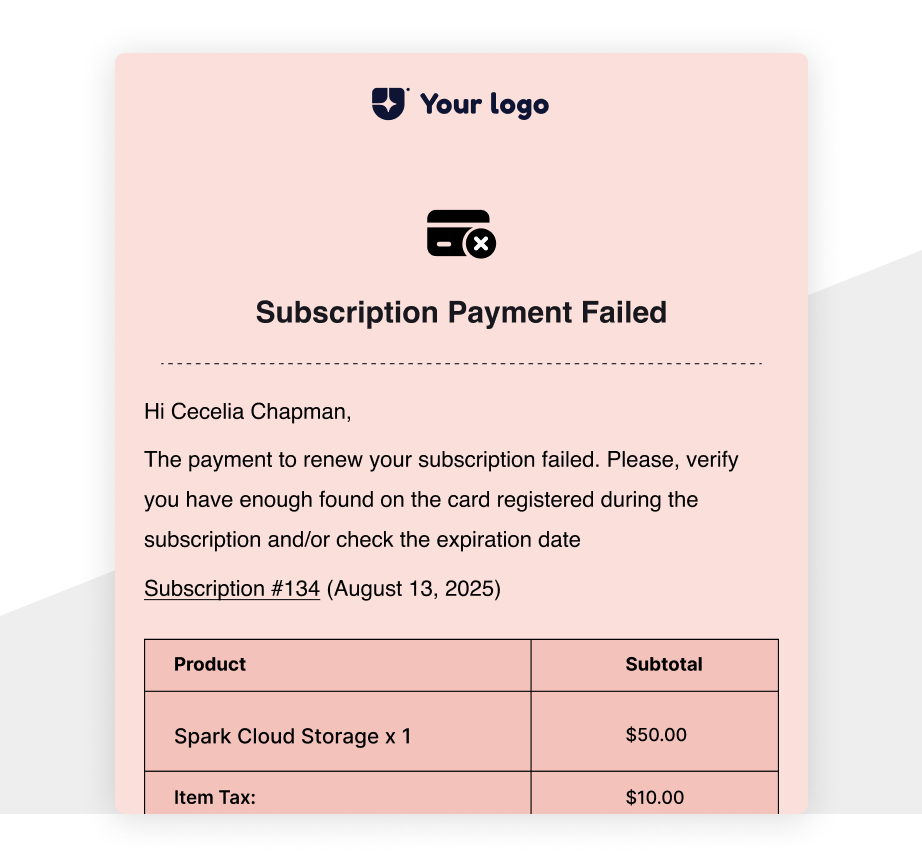 Your logo
Subscription Payment Failed
Hi Cecelia Chapman,
The payment to renew your subscription failed. Please, verify
you have enough found on the card registered during the
subscription and/or check the expiration date
Subscription #134 (August 13, 2025)
Product Subtotal
Spark Cloud Storage x 1 $50.00
Item Tax: $10.00